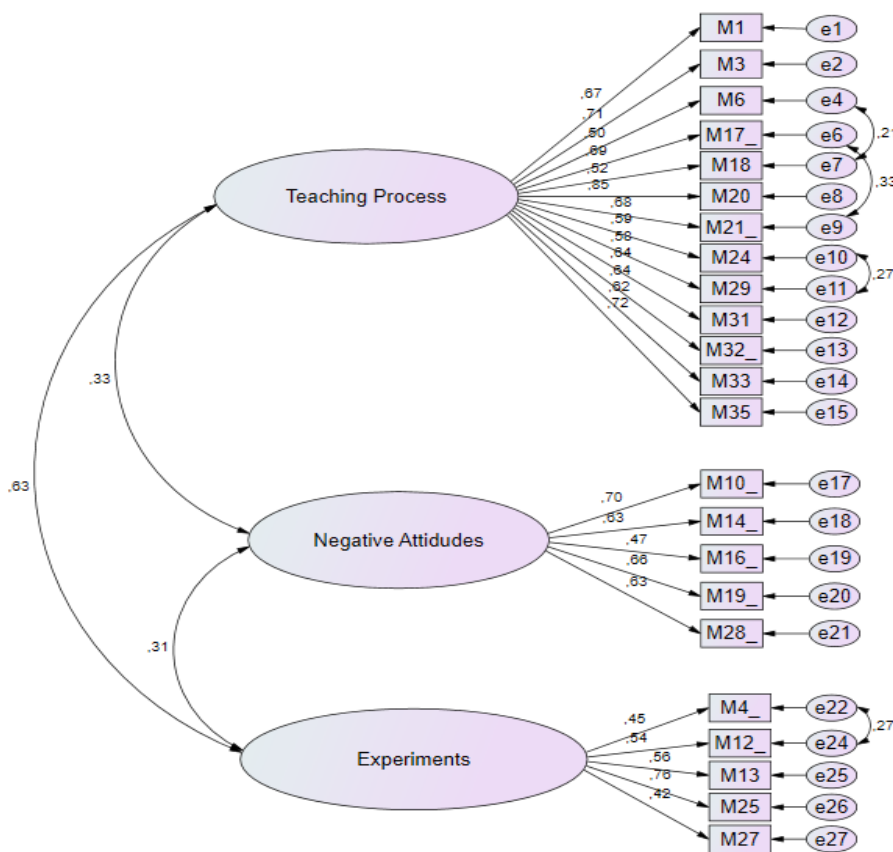 M1 e1
M3 e2
,67
M6 e4
,71
,50
M17_ e6
,21
,69
M18 e7
,52
,85
M20 e8
,33
Teaching Process
,68
M21_ e9
,59
,58
M24 e10
,64
M29 e11
,27
,64
,62
M31 e12
,72
M32_ e13
M33 e14
,33
M35 e15
,63
M10_ e17
,70
,63
M14_ e18
Negative Attidudes
,47
M16_ e19
,66
M19_ e20
,63
M28_ e21
,31
M4_ e22
,45
,27
,54
M12_ e24
,56
Experiments
M13 e25
,76
M25 e26
,42
M27 e27